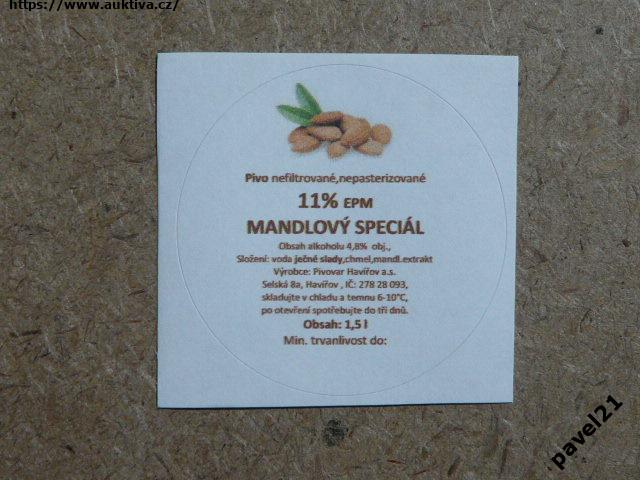 https://www.auktiva.cz/
Pivo nefiltrované,nepasterizované
11% EPM
MANDLOVÝ SPECIÁL
Obsah alkoholu 4,8% obj.,
Složení: voda ječné slady,chmel,mandl.extrakt
Výrobce: Pivovar Havířov a.s.
Selská 8a, Havířov , IČ: 278 28 093,
skladujte v chladu a temnu 6-10°C,
po otevření spotřebujte do tří dnů.
Obsah: 1,5 l
Min. trvanlivost do:
pavel21